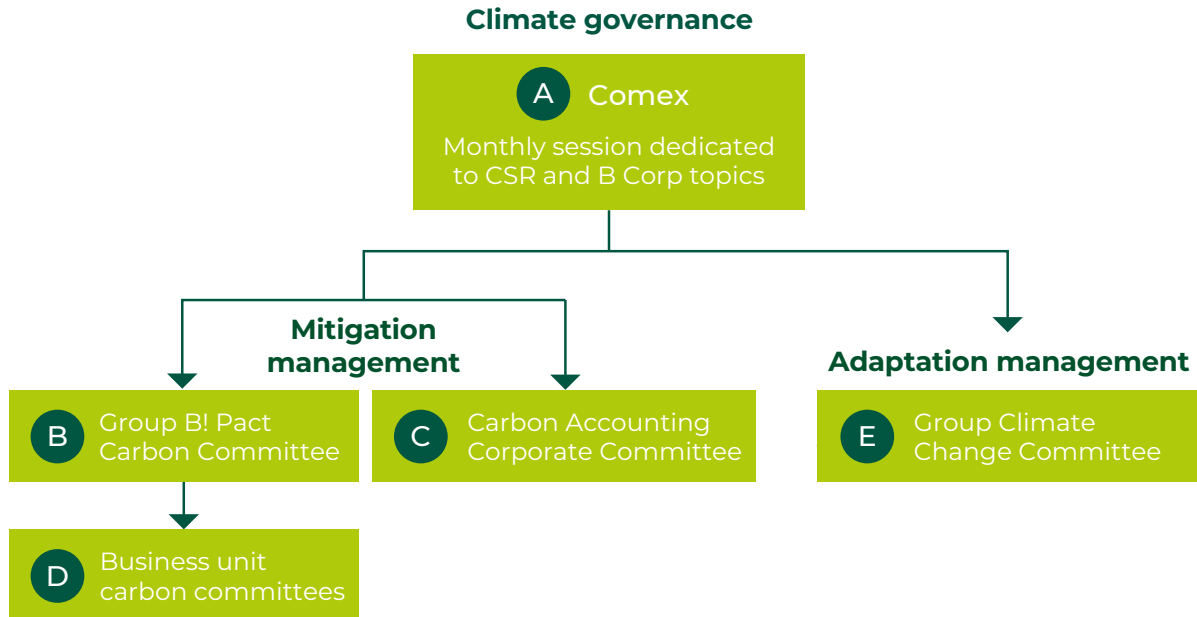 Climate governance
A Comex
Monthly session dedicated
to CSR and B Corp topics
Mitigation
management
Adaptation management
B Group B! Pact
Carbon Committee
C Carbon Accounting
Corporate Committee
E Group Climate
Change Committee
D Business unit
carbon committees